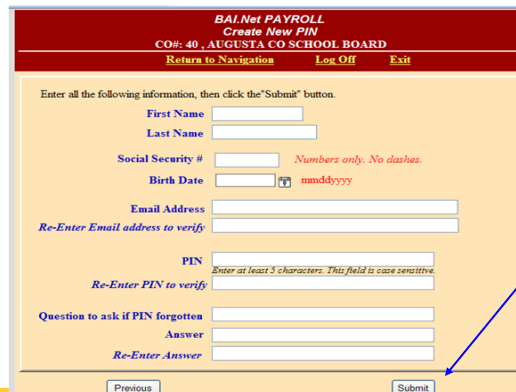 BAI.Net PAYROLL
Create New PIN
CO#: 40 , AUGUSTA CO SCHOOL BOARD
Return to Navigation Log Off Exit
Enter all the following information, then click the"Submit" button.
First Name
Last Name
Social Security # Numbers only. No dashes.
Birth Date mmddyyyy
Email Address
Re-Enter Email address to verify
PIN
Enter at least 5 characters. This field is case sensitive.
Re-Enter PIN to verify
Question to ask if PIN forgotten
Answer
Re-Enter Answer
Previous Submit